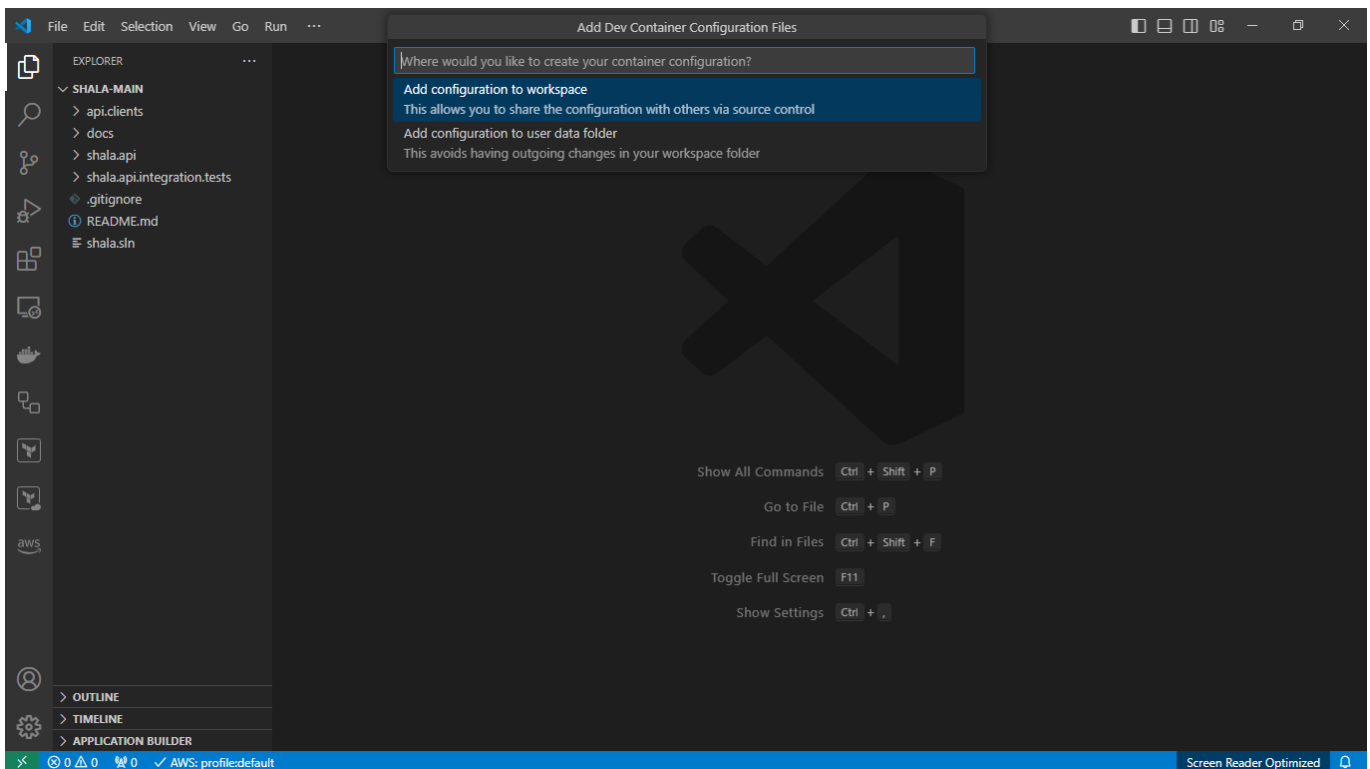 File Edit Selection View Go Run ···
Add Dev Container Configuration Files
Where would you like to create your container configuration?
Add configuration to workspace
This allows you to share the configuration with others via source control
Add configuration to user data folder
This avoids having outgoing changes in your workspace folder
EXPLORER ···
SHALA-MAIN
api.clients
docs
shala.api
shala.api.integration.tests
.gitignore
README.md
shala.sln
aws
Show All Commands Ctrl + Shift + P
Go to File Ctrl + P
Find in Files Ctrl + Shift + F
Toggle Full Screen F11
Show Settings Ctrl + ,
OUTLINE
TIMELINE
APPLICATION BUILDER
0 0 0 AWS: profile:default Screen Reader Optimized